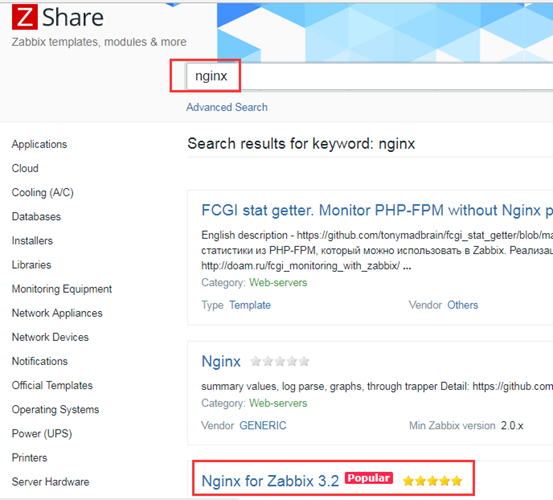 Z Share
Zabbix templates, modules & more
nginx
Advanced Search
Applications
Cloud
Cooling (A/C)
Databases
Installers
Libraries
Monitoring Equipment
Network Appliances
Network Devices
Notifications
Official Templates
Operating Systems
Power (UPS)
Printers
Server Hardware
Search results for keyword: nginx
FCGI stat getter. Monitor PHP-FPM without Nginx p
English description - https://github.com/tonymadbrain/fcgi_stat_getter/blob/ma
статистики из PHP-FPM, который можно использовать в Zabbix. Реализац
http://doam.ru/fcgi_monitoring_with_zabbix/ ...
Category: Web-servers
Type Template Vendor Others
Nginx
summary values, log parse, graphs, through trapper Detail: https://github.com
Category: Web-servers
Vendor GENERIC Min Zabbix version 2.0.x
Nginx for Zabbix 3.2 Popular